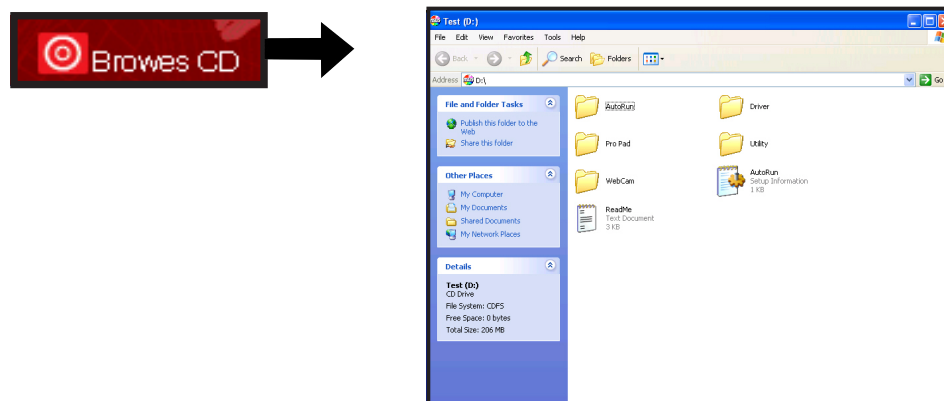 Browes CD
Test (D:)
File Edit View Favorites Tools Help
Back Search Folders
Address D:\ Go
File and Folder Tasks
Publish this folder to the
Web
Share this folder
Other Places
My Computer
My Documents
Shared Documents
My Network Places
Details
Test (D:)
CD Drive
File System: CDFS
Free Space: 0 bytes
Total Size: 206 MB
AutoRun
Driver
Pro Pad
Utility
WebCam
AutoRun
Setup Information
1 KB
ReadMe
Text Document
3 KB